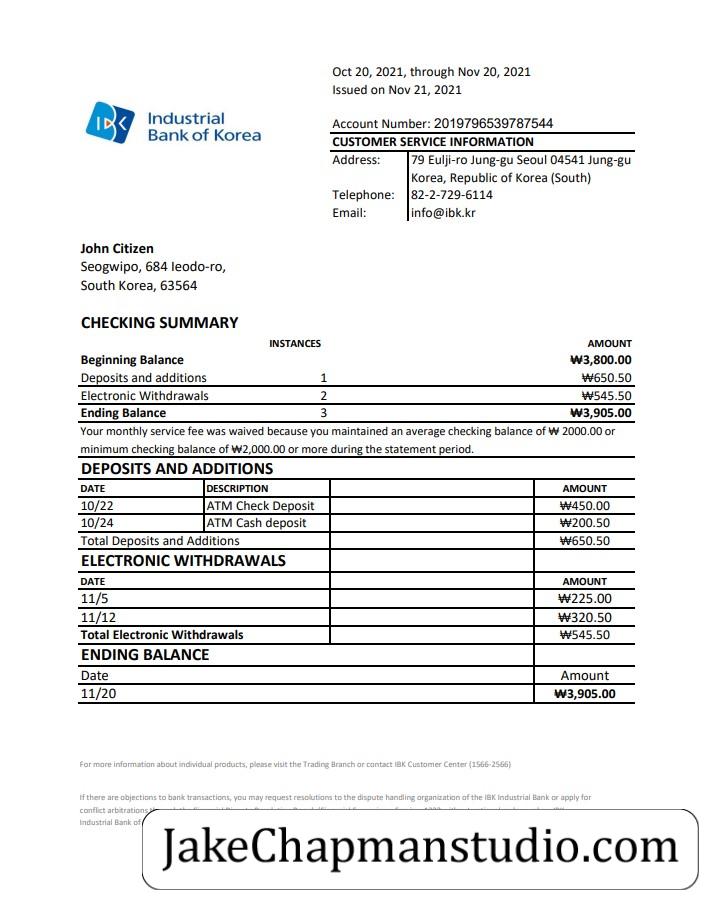 Oct 20, 2021, through Nov 20, 2021
Issued on Nov 21, 2021
IBK Industrial
Bank of Korea
Account Number: 2019796539787544
CUSTOMER SERVICE INFORMATION
Address: 79 Eulji-ro Jung-gu Seoul 04541 Jung-gu
Korea, Republic of Korea (South)
Telephone: 82-2-729-6114
Email: info@ibk.kr
John Citizen
Seogwipo, 684 Ieodo-ro,
South Korea, 63564
CHECKING SUMMARY
INSTANCES AMOUNT
Beginning Balance ₩3,800.00
Deposits and additions 1 ₩650.50
Electronic Withdrawals 2 ₩545.50
Ending Balance 3 ₩3,905.00
Your monthly service fee was waived because you maintained an average checking balance of ₩ 2000.00 or
minimum checking balance of ₩2,000.00 or more during the statement period.
DEPOSITS AND ADDITIONS
DATE DESCRIPTION AMOUNT
10/22 ATM Check Deposit ₩450.00
10/24 ATM Cash deposit ₩200.50
Total Deposits and Additions ₩650.50
ELECTRONIC WITHDRAWALS
DATE AMOUNT
11/5 ₩225.00
11/12 ₩320.50
Total Electronic Withdrawals ₩545.50
ENDING BALANCE
Date Amount
11/20 ₩3,905.00
For more information about individual products, please visit the Trading Branch or contact IBK Customer Center (1566-2566)
If there are objections to bank transactions, you may request resolutions to the dispute handling organization of the IBK Industrial Bank or apply for
conflict arbitrations
Industrial Bank of
JakeChapmanstudio.com